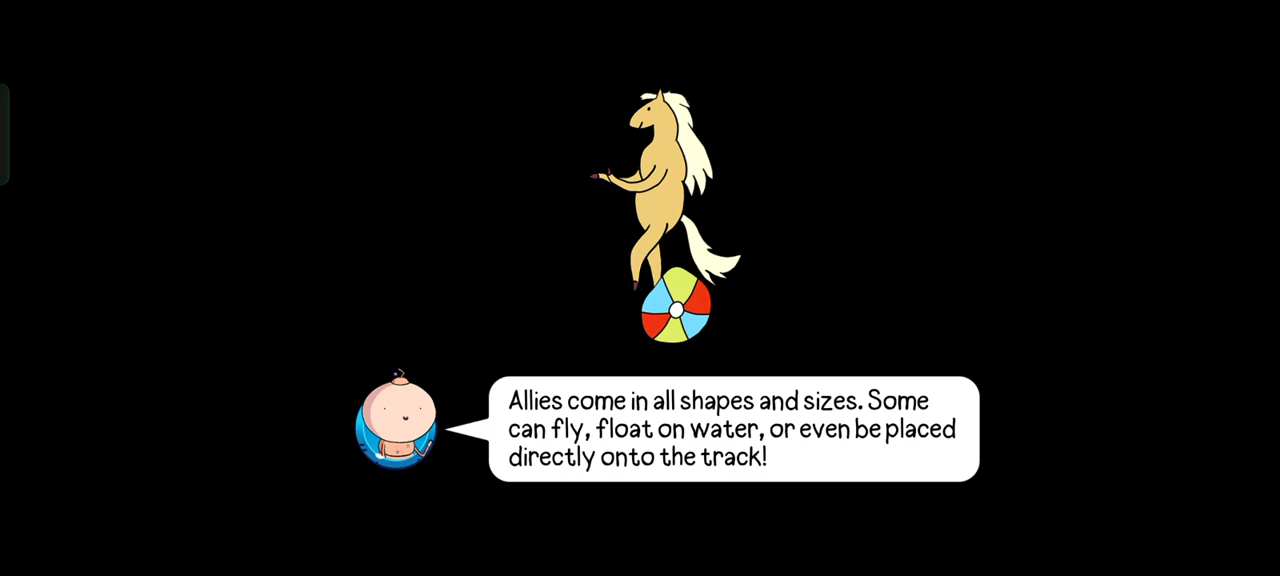 Allies come in all shapes and sizes. Some
can fly, float on water, or even be placed
directly onto the track!